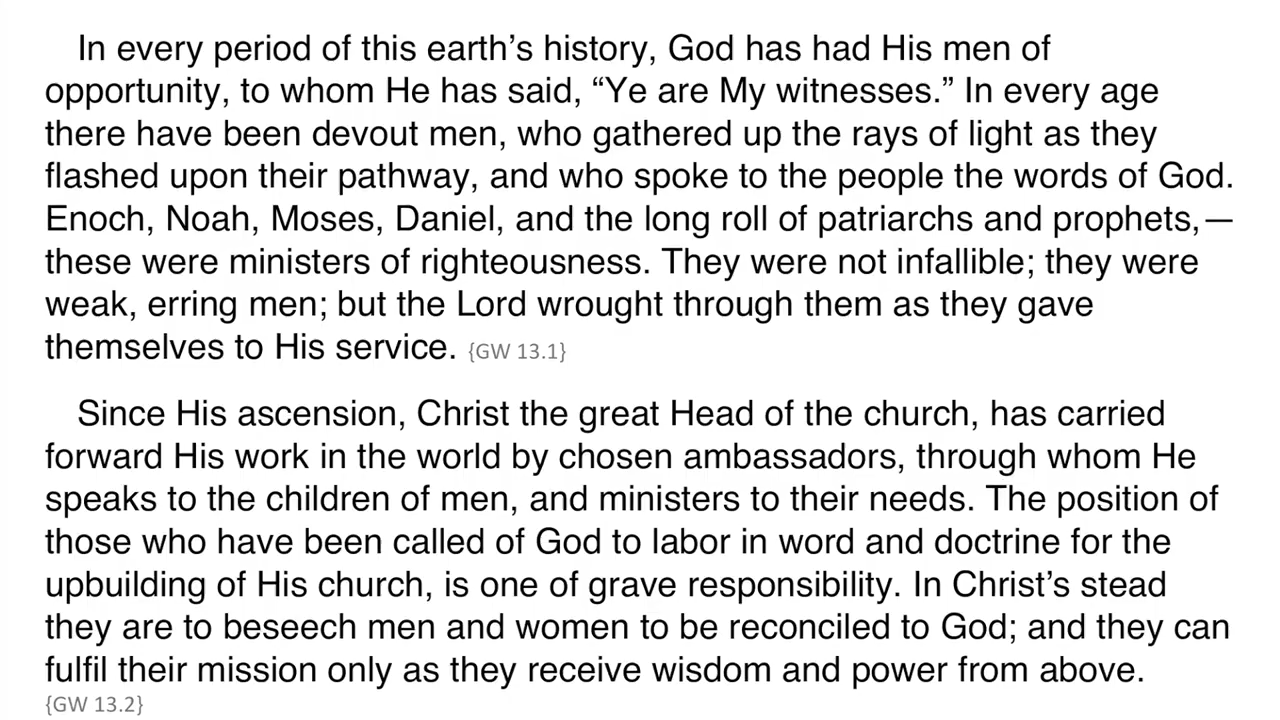 In every period of this earth’s history, God has had His men of
opportunity, to whom He has said, “Ye are My witnesses.” In every age
there have been devout men, who gathered up the rays of light as they
flashed upon their pathway, and who spoke to the people the words of God.
Enoch, Noah, Moses, Daniel, and the long roll of patriarchs and prophets,—
these were ministers of righteousness. They were not infallible; they were
weak, erring men; but the Lord wrought through them as they gave
themselves to His service. {GW 13.1}
Since His ascension, Christ the great Head of the church, has carried
forward His work in the world by chosen ambassadors, through whom He
speaks to the children of men, and ministers to their needs. The position of
those who have been called of God to labor in word and doctrine for the
upbuilding of His church, is one of grave responsibility. In Christ’s stead
they are to beseech men and women to be reconciled to God; and they can
fulfil their mission only as they receive wisdom and power from above.
{GW 13.2}